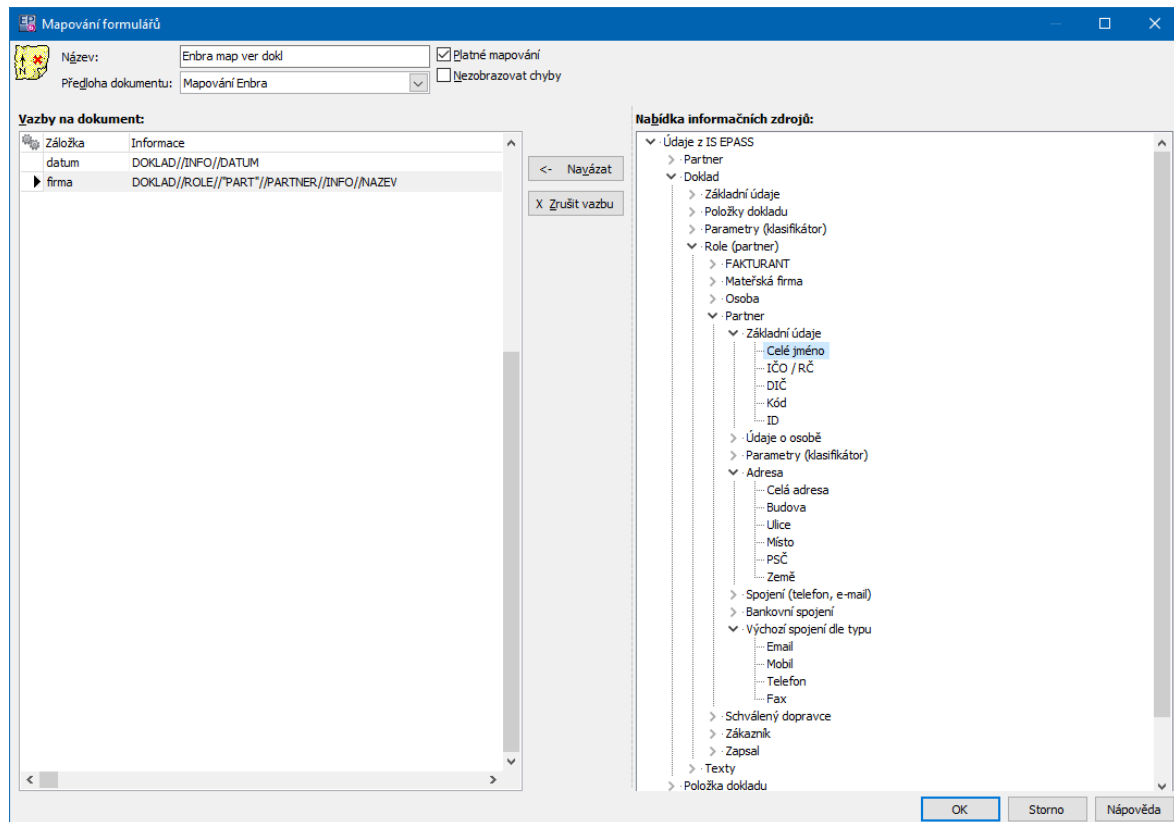 Mapování formulářů
Název: Enbra map ver dokl
Platné mapování
Předloha dokumentu: Mapování Enbra
Nezobrazovat chyby
Vazby na dokument:
Záložka Informace
datum DOKLAD//INFO//DATUM
firma DOKLAD//ROLE//"PART"//PARTNER//INFO//NAZEV
<- Navázat
X Zrušit vazbu
Nabídka informačních zdrojů:
Údaje z IS EPASS
Partner
Doklad
Základní údaje
Položky dokladu
Parametry (klasifikátor)
Role (partner)
FAKTURANT
Mateřská firma
Osoba
Partner
Základní údaje
Celé jméno
IČO / RČ
DIČ
Kód
ID
Údaje o osobě
Parametry (klasifikátor)
Adresa
Celá adresa
Budova
Ulice
Místo
PSČ
Země
Spojení (telefon, e-mail)
Bankovní spojení
Výchozí spojení dle typu
Email
Mobil
Telefon
Fax
Schválený dopravce
Zákazník
Zapsal
Texty
Položka dokladu
OK
Storno
Nápověda